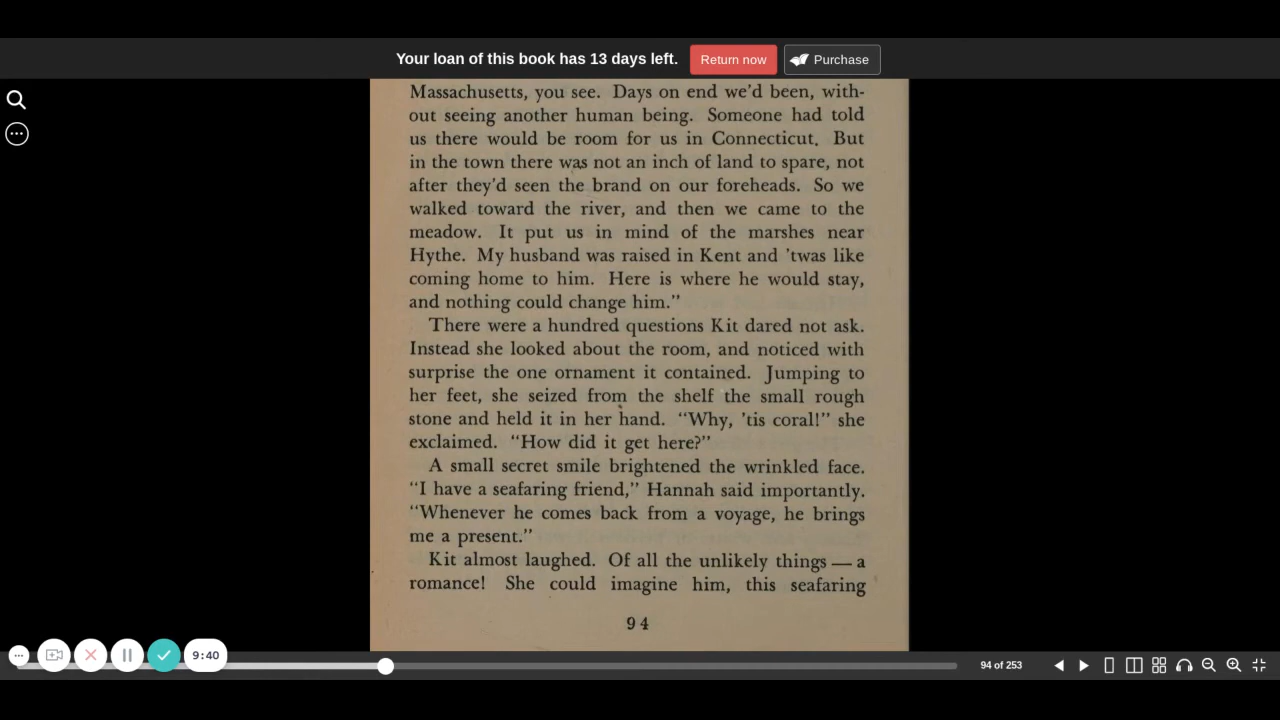 Your loan of this book has 13 days left. Return now Purchase
Massachusetts, you see. Days on end we'd been, with-
out seeing another human being. Someone had told
us there would be room for us in Connecticut. But
in the town there was not an inch of land to spare, not
after they'd seen the brand on our foreheads. So we
walked toward the river, and then we came to the
meadow. It put us in mind of the marshes near
Hythe. My husband was raised in Kent and 'twas like
coming home to him. Here is where he would stay,
and nothing could change him."
There were a hundred questions Kit dared not ask.
Instead she looked about the room, and noticed with
surprise the one ornament it contained. Jumping to
her feet, she seized from the shelf the small rough
stone and held it in her hand. "Why, 'tis coral!" she
exclaimed. "How did it get here?"
A small secret smile brightened the wrinkled face.
"I have a seafaring friend," Hannah said importantly.
"Whenever he comes back from a voyage, he brings
me a present."
Kit almost laughed. Of all the unlikely things — a
romance! She could imagine him, this seafaring
94
9:40
94 of 253